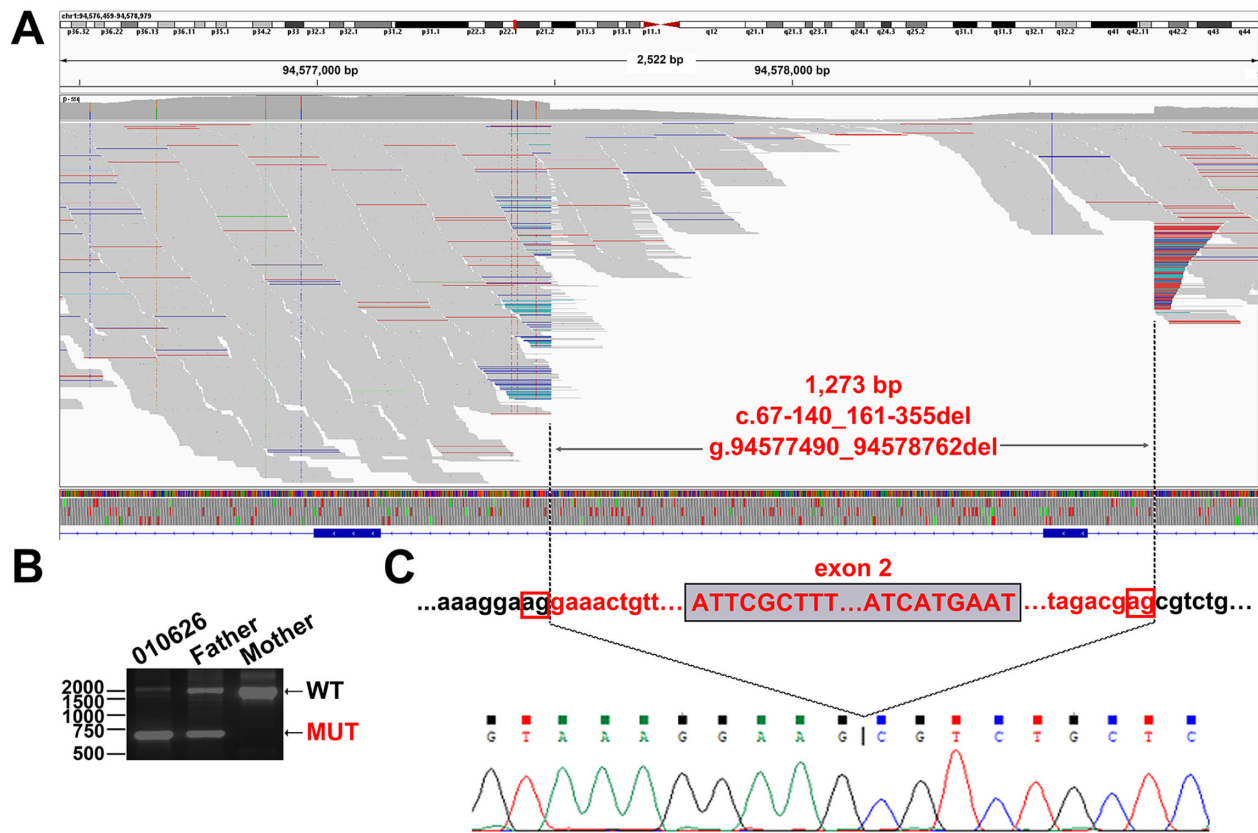 A
chr1:94,576,459-94,578,979
p36.32 p36.22 p36.13 p36.11 p35.1 p34.2 p33 p32.3 p32.1 p31.2 p31.1 p22.3 p22.1 p21.2 p13.3 p13.1 p11.1 q12 q21.1 q21.3 q23.1 q24.1 q24.3 q25.2 q31.1 q31.3 q32.1 q32.2 q41 q42.11 q42.2 q43 q44
2,522 bp
94,577,000 bp 94,578,000 bp
1,273 bp
c.67-140_161-355del
g.94577490_94578762del
B
010626 Father Mother
2000
1500
1000
750
500
WT
MUT
C
exon 2
...aaaggaaggaaactgtt... ATTCGCTTT...ATCATGAAT ...tagacgagcgtctg...
G T A A A G G A A G C G T C T G C T C